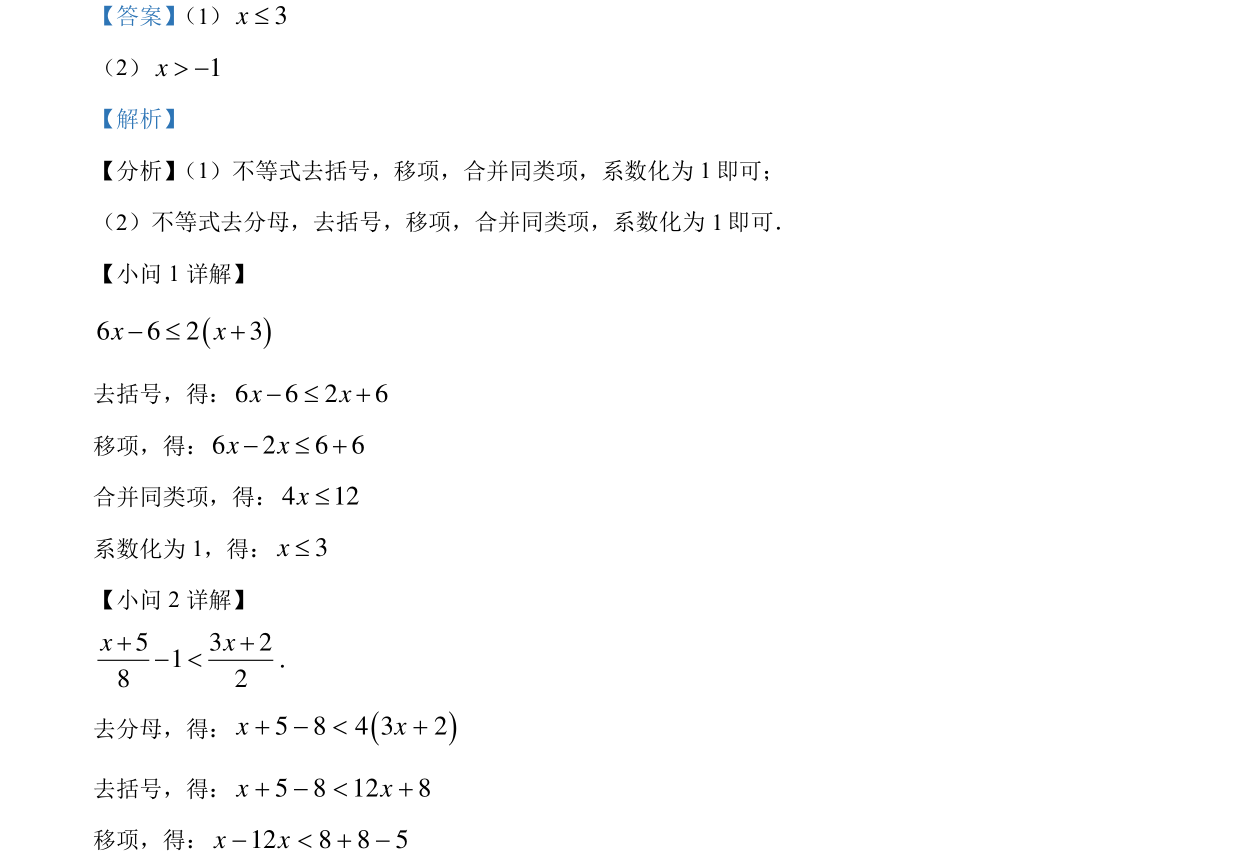 【答案】（1）x ≤ 3
（2）x > −1
【解析】
【分析】（1）不等式去括号，移项，合并同类项，系数化为 1 即可；
（2）不等式去分母，去括号，移项，合并同类项，系数化为 1 即可．
【小问 1 详解】
6x − 6 ≤ 2(x + 3)
去括号，得：6x − 6 ≤ 2x + 6
移项，得：6x − 2x ≤ 6 + 6
合并同类项，得：4x ≤ 12
系数化为 1，得：x ≤ 3
【小问 2 详解】
(x + 5)/8 − 1 < (3x + 2)/2．
去分母，得：x + 5 − 8 < 4(3x + 2)
去括号，得：x + 5 − 8 < 12x + 8
移项，得：x − 12x < 8 + 8 − 5